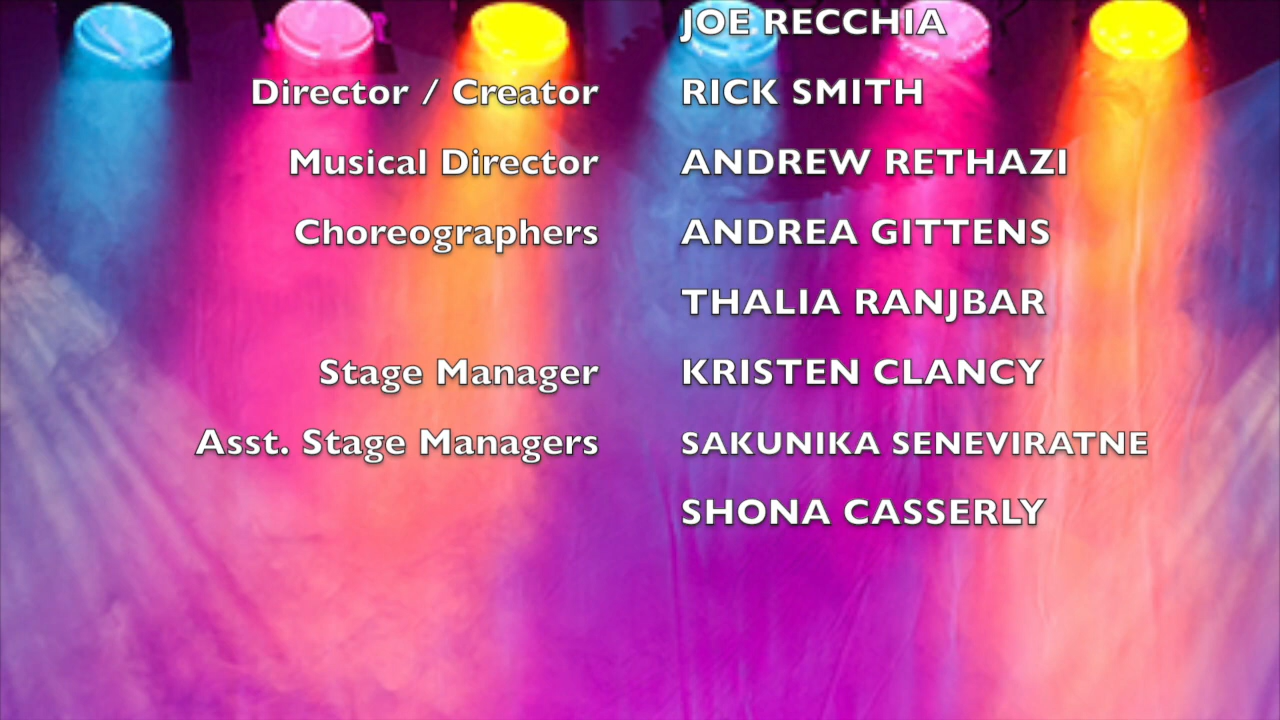 JOE RECCHIA
Director / Creator RICK SMITH
Musical Director ANDREW RETHAZI
Choreographers ANDREA GITTENS
THALIA RANJBAR
Stage Manager KRISTEN CLANCY
Asst. Stage Managers SAKUNIKA SENEVIRATNE
SHONA CASSERLY